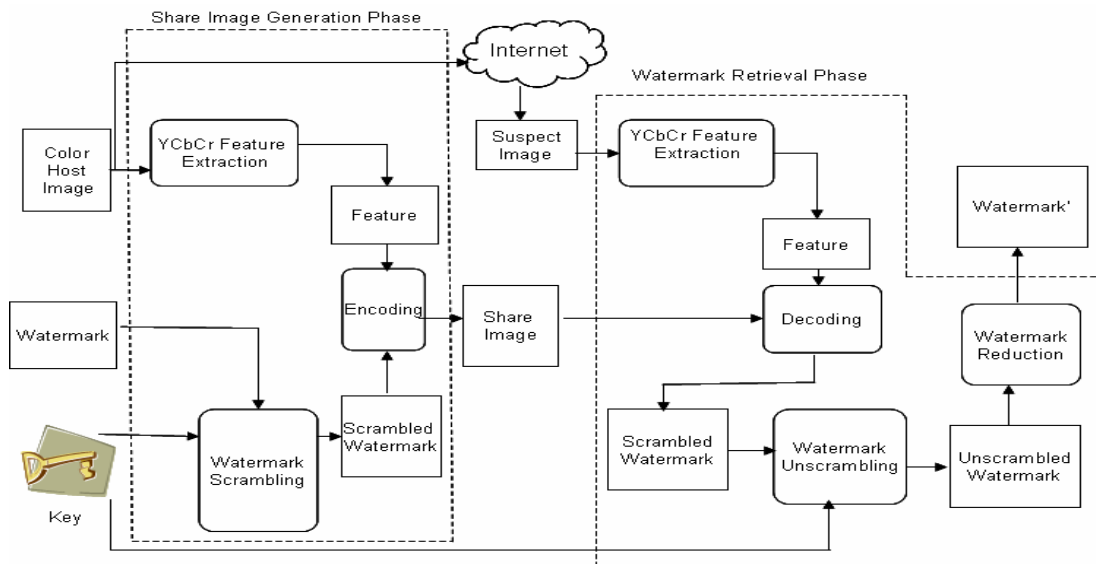 Share Image Generation Phase
Internet
Watermark Retrieval Phase
Color
Host
Image
YCbCr Feature
Extraction
Suspect
Image
YCbCr Feature
Extraction
Feature
Feature
Watermark'
Watermark
Encoding
Share
Image
Decoding
Watermark
Reduction
Key
Watermark
Scrambling
Scrambled
Watermark
Scrambled
Watermark
Watermark
Unscrambling
Unscrambled
Watermark